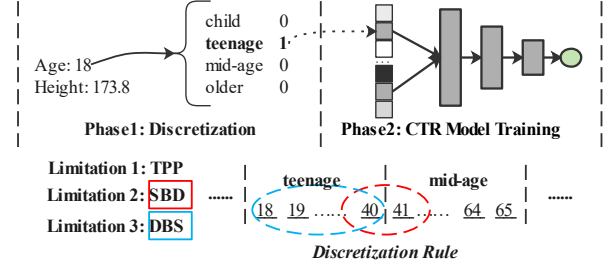 child 0
teenage 1
mid-age 0
older 0
Age: 18
Height: 173.8
Phase1: Discretization
Phase2: CTR Model Training
Limitation 1: TPP
Limitation 2: SBD
Limitation 3: DBS
...... teenage mid-age ......
18 19 ...... 40 41 ...... 64 65
Discretization Rule